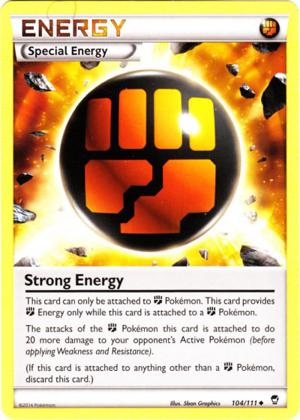 ENERGY
Special Energy
Strong Energy
This card can only be attached to Pokémon. This card provides
Energy only while this card is attached to a Pokémon.
The attacks of the Pokémon this card is attached to do
20 more damage to your opponent's Active Pokémon (before
applying Weakness and Resistance).
(If this card is attached to anything other than a Pokémon,
discard this card.)
©2014 Pokémon
Illus. 5ban Graphics
104/111